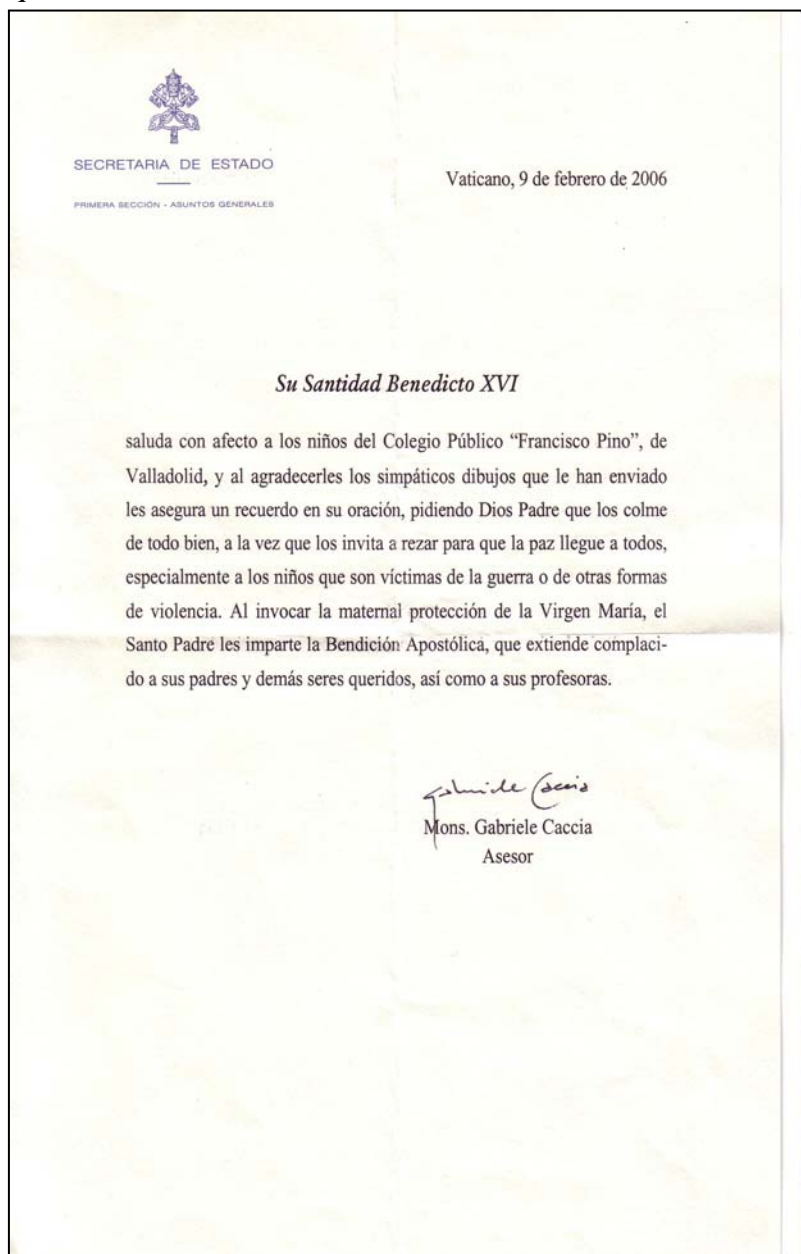 SECRETARIA DE ESTADO
PRIMERA SECCIÓN - ASUNTOS GENERALES
Vaticano, 9 de febrero de 2006
Su Santidad Benedicto XVI
saluda con afecto a los niños del Colegio Público “Francisco Pino”, de
Valladolid, y al agradecerles los simpáticos dibujos que le han enviado
les asegura un recuerdo en su oración, pidiendo Dios Padre que los colme
de todo bien, a la vez que los invita a rezar para que la paz llegue a todos,
especialmente a los niños que son víctimas de la guerra o de otras formas
de violencia. Al invocar la maternal protección de la Virgen María, el
Santo Padre les imparte la Bendición Apostólica, que extiende complaci-
do a sus padres y demás seres queridos, así como a sus profesoras.
Gabriele Caccia
Mons. Gabriele Caccia
Asesor